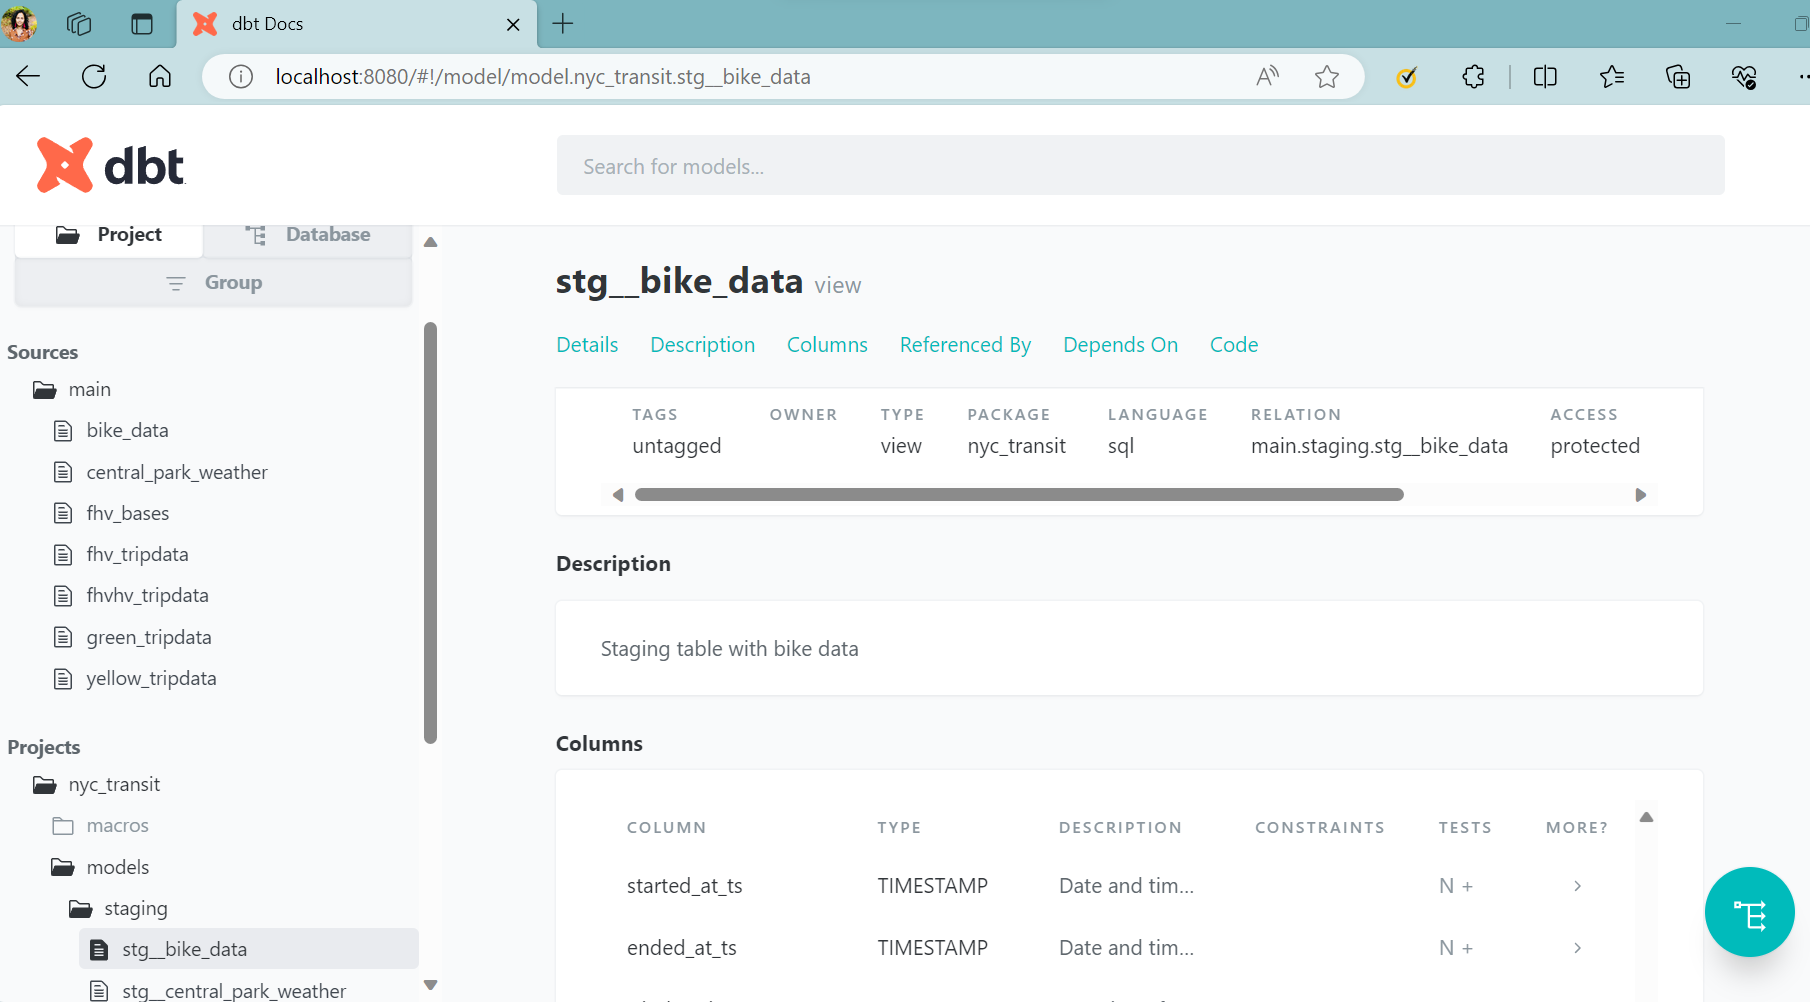 dbt Docs
localhost:8080/#!/model/model.nyc_transit.stg__bike_data
dbt
Search for models...
Project
Database
Group
Sources
main
bike_data
central_park_weather
fhv_bases
fhv_tripdata
fhvhv_tripdata
green_tripdata
yellow_tripdata
Projects
nyc_transit
macros
models
staging
stg__bike_data
stg__central_park_weather
stg__bike_data view
Details Description Columns Referenced By Depends On Code
TAGS OWNER TYPE PACKAGE LANGUAGE RELATION ACCESS
untagged view nyc_transit sql main.staging.stg__bike_data protected
Description
Staging table with bike data
Columns
COLUMN TYPE DESCRIPTION CONSTRAINTS TESTS MORE?
started_at_ts TIMESTAMP Date and tim... N +
ended_at_ts TIMESTAMP Date and tim... N +